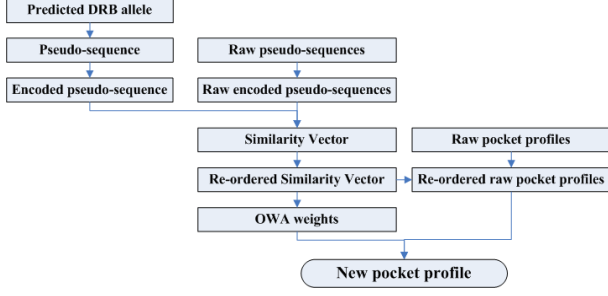 Predicted DRB allele
Pseudo-sequence
Raw pseudo-sequences
Encoded pseudo-sequence
Raw encoded pseudo-sequences
Similarity Vector
Raw pocket profiles
Re-ordered Similarity Vector
Re-ordered raw pocket profiles
OWA weights
New pocket profile